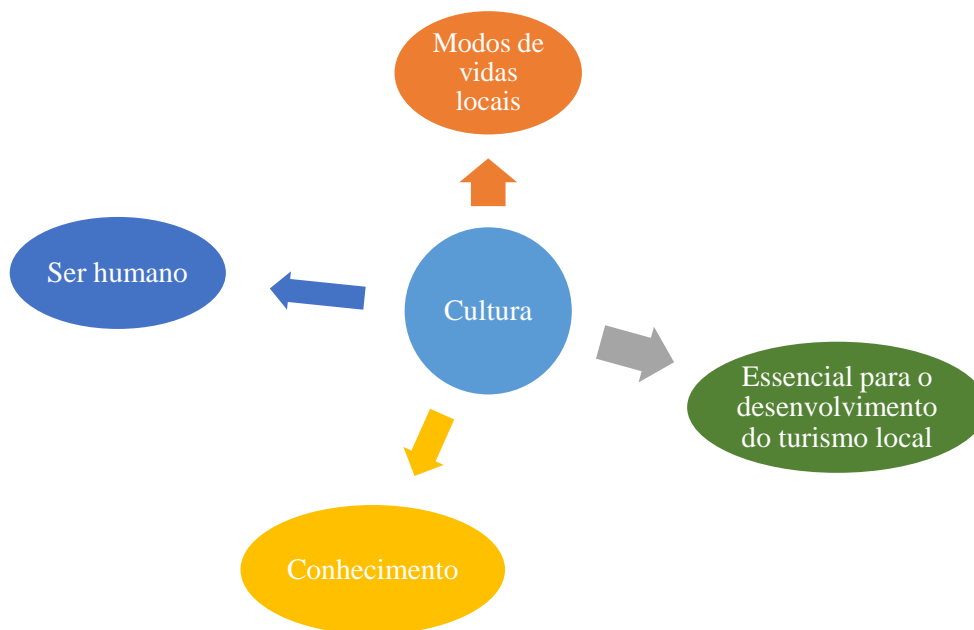 Modos de
vidas
locais
Ser humano
Cultura
Essencial para o
desenvolvimento
do turismo local
Conhecimento